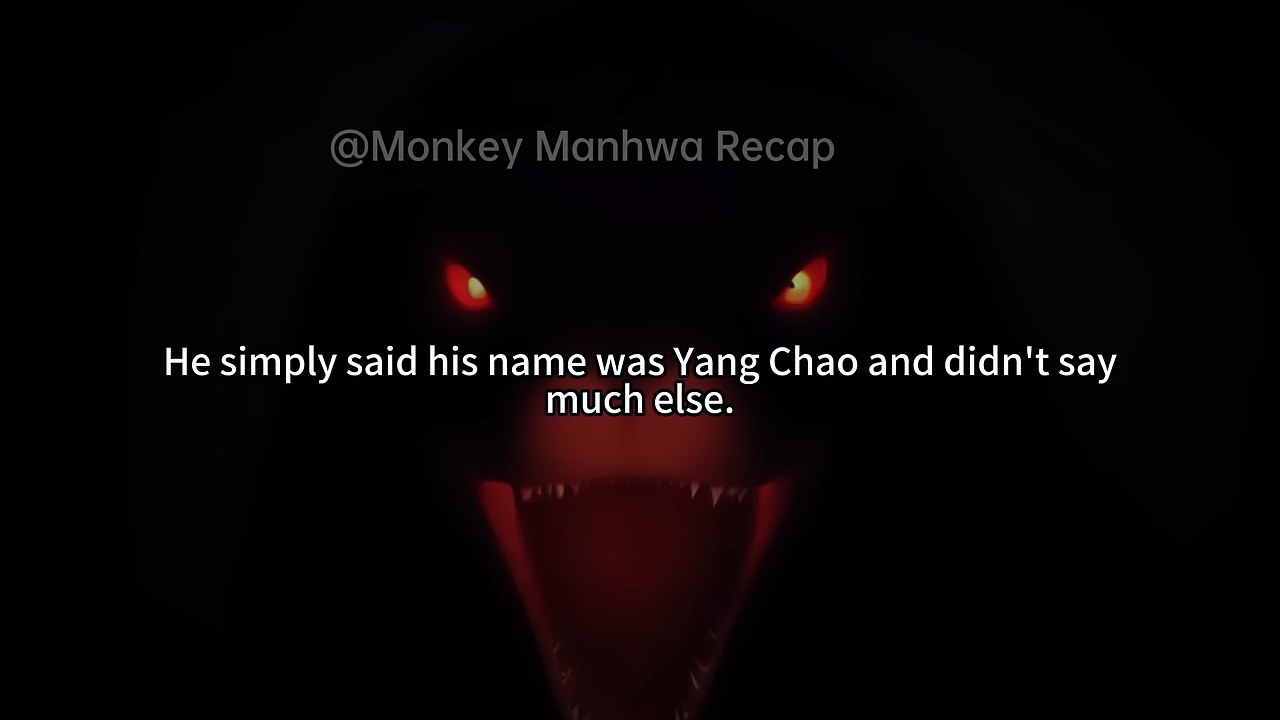 @Monkey Manhwa Recap
He simply said his name was Yang Chao and didn't say
much else.